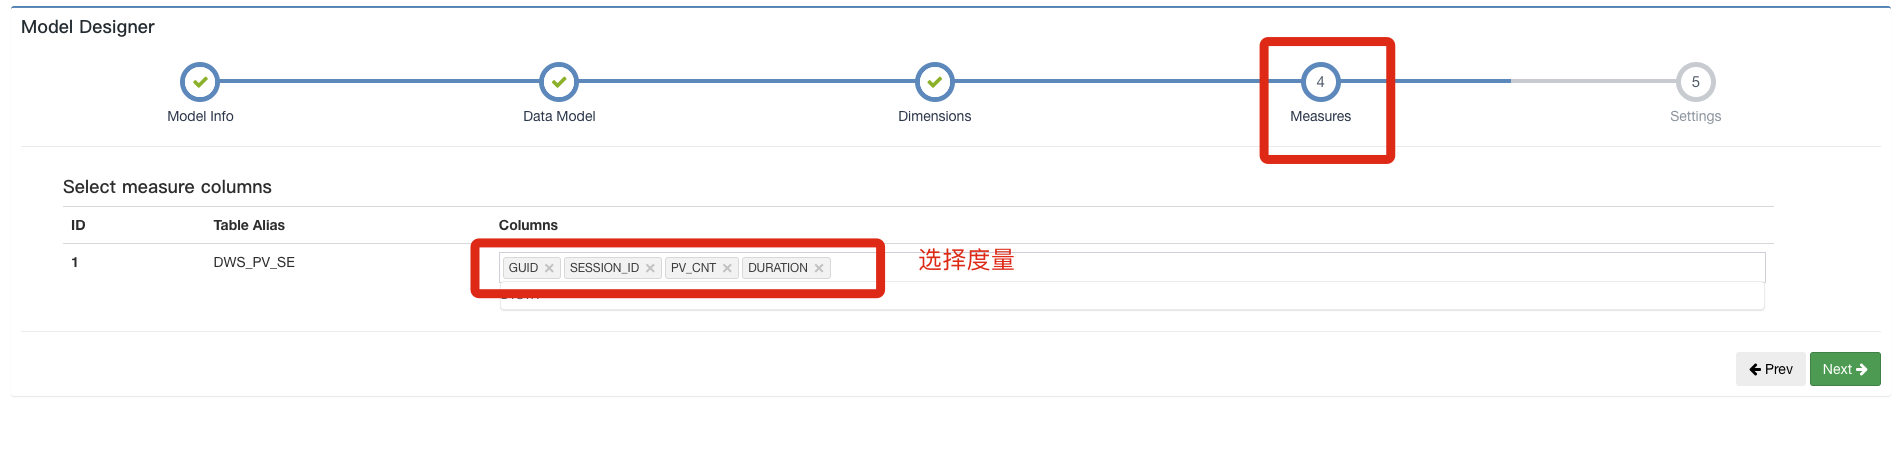 Model Designer
4
5
Model Info
Data Model
Dimensions
Measures
Settings
Select measure columns
ID
Table Alias
Columns
1
DWS_PV_SE
GUID
SESSION_ID
PV_CNT
DURATION
选择度量
Prev
Next